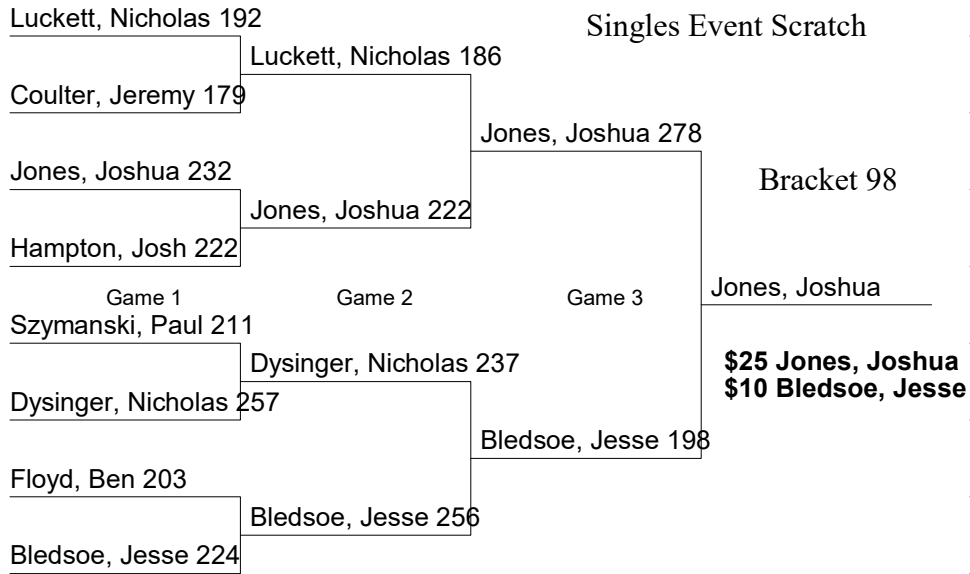 Luckett, Nicholas 192
Singles Event Scratch
Luckett, Nicholas 186
Coulter, Jeremy 179
Jones, Joshua 278
Jones, Joshua 232
Bracket 98
Jones, Joshua 222
Hampton, Josh 222
Game 1
Game 2
Game 3
Jones, Joshua
Szymanski, Paul 211
Dysinger, Nicholas 237
$25 Jones, Joshua
$10 Bledsoe, Jesse
Dysinger, Nicholas 257
Bledsoe, Jesse 198
Floyd, Ben 203
Bledsoe, Jesse 256
Bledsoe, Jesse 224